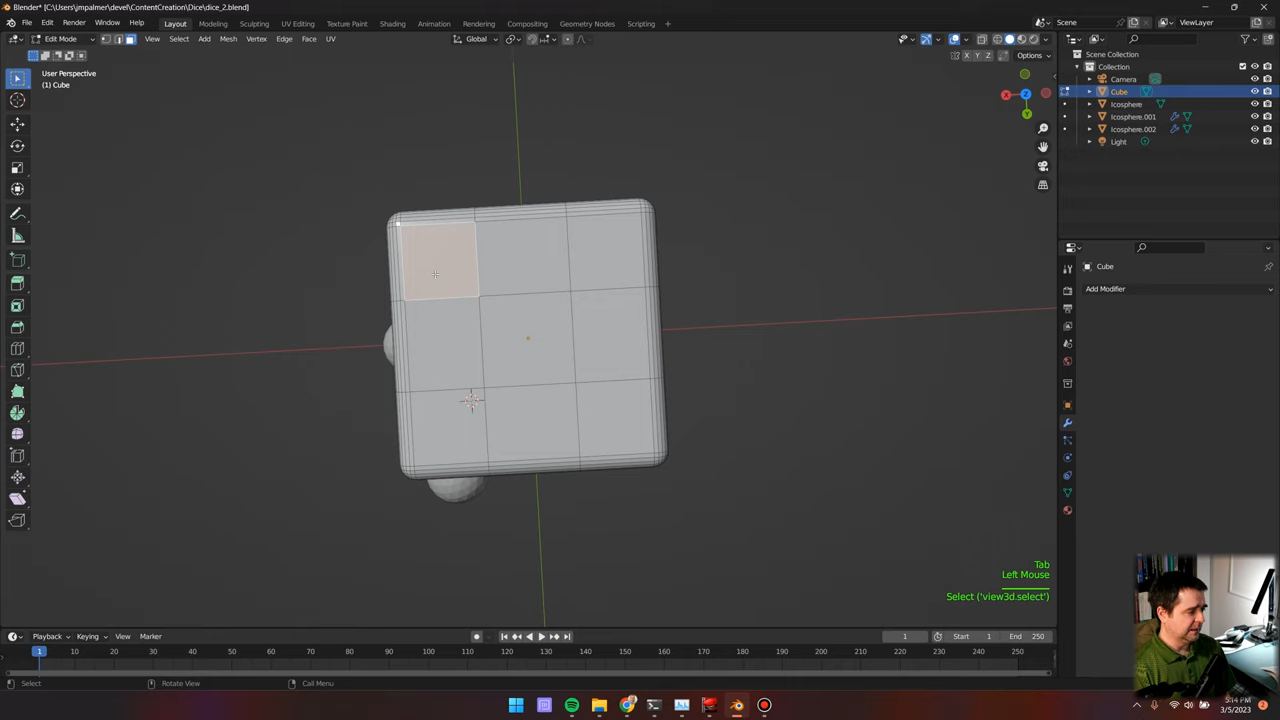 Blender* [C:\Users\jmpalmer\devel\ContentCreation\Dice\dice_2.blend]
File Edit Render Window Help Layout Modeling Sculpting UV Editing Texture Paint Shading Animation Rendering Compositing Geometry Nodes Scripting + Scene ViewLayer
Edit Mode View Select Add Mesh Vertex Edge Face UV Global
X Y Z Options
User Perspective
(1) Cube
X Z Y
Scene Collection
Collection
Camera
Cube
Icosphere
Icosphere.001
Icosphere.002
Light
Cube
Add Modifier
Tab
Left Mouse
Select ('view3d.select')
Playback Keying View Marker 1 Start 1 End 250
1 10 20 30 40 50 60 70 80 90 100 110 120 130 140 150 160 170 180 190 200 210 220 230 240 250
Select Rotate View Call Menu
5:14 PM
3/5/2023